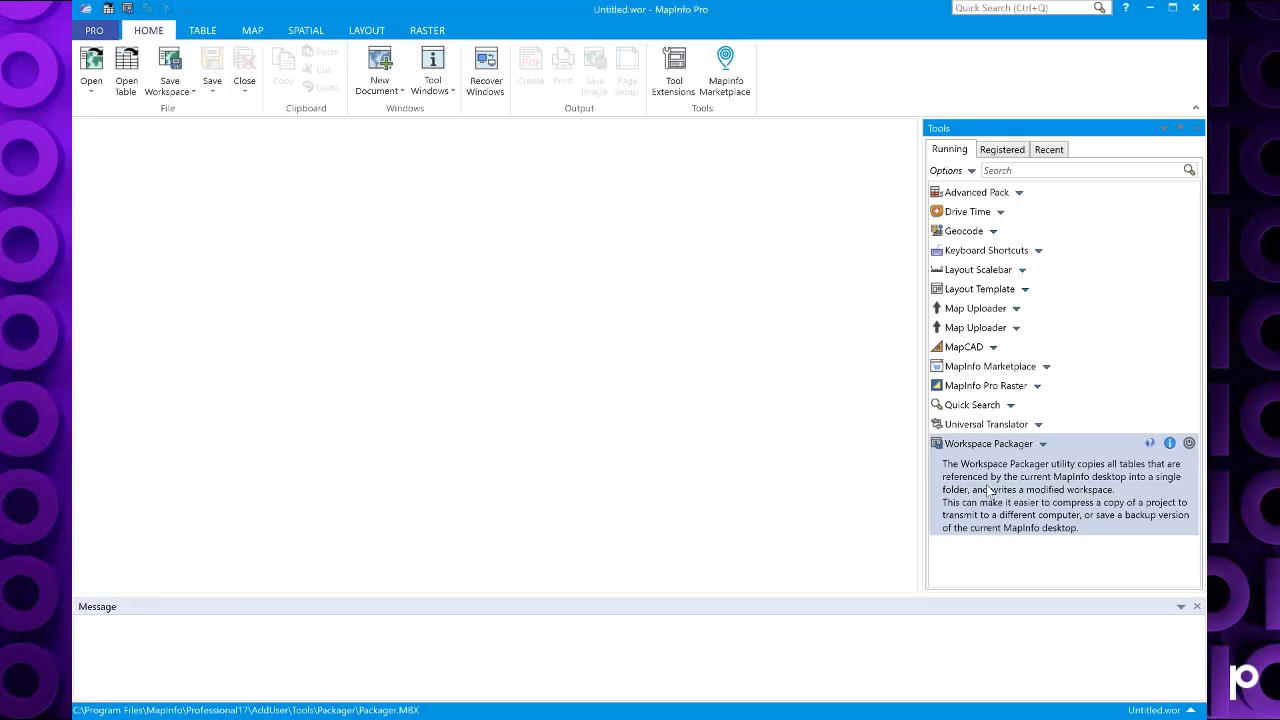 Untitled.wor - MapInfo Pro
Quick Search (Ctrl+Q)
?
PRO
HOME
TABLE
MAP
SPATIAL
LAYOUT
RASTER
Open
Open
Table
Save
Workspace
Save
Close
Copy
Paste
Cut
Undo
New
Document
Tool
Windows
Recover
Windows
Create
Print
Save
Image
Page
Setup
Tool
Extensions
MapInfo
Marketplace
File
Clipboard
Windows
Output
Tools
Tools
Running
Registered
Recent
Options
Search
Advanced Pack
Drive Time
Geocode
Keyboard Shortcuts
Layout Scalebar
Layout Template
Map Uploader
Map Uploader
MapCAD
MapInfo Marketplace
MapInfo Pro Raster
Quick Search
Universal Translator
Workspace Packager
The Workspace Packager utility copies all tables that are
referenced by the current MapInfo desktop into a single
folder, and writes a modified workspace.
This can make it easier to compress a copy of a project to
transmit to a different computer, or save a backup version
of the current MapInfo desktop.
Message
C:\Program Files\MapInfo\Professional17\AddUser\Tools\Packager\Packager.MBX
Untitled.wor
p